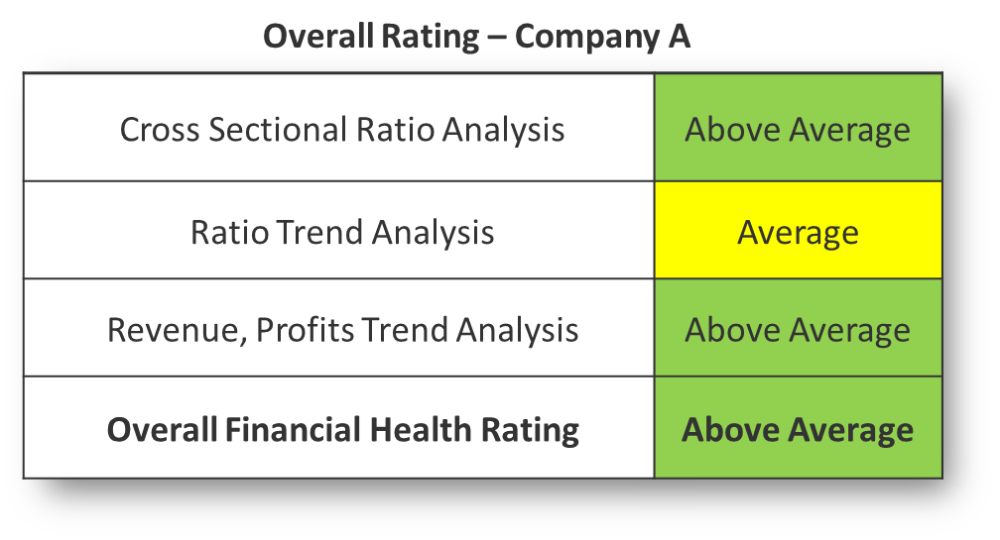 Overall Rating – Company A
Cross Sectional Ratio Analysis Above Average
Ratio Trend Analysis Average
Revenue, Profits Trend Analysis Above Average
Overall Financial Health Rating Above Average